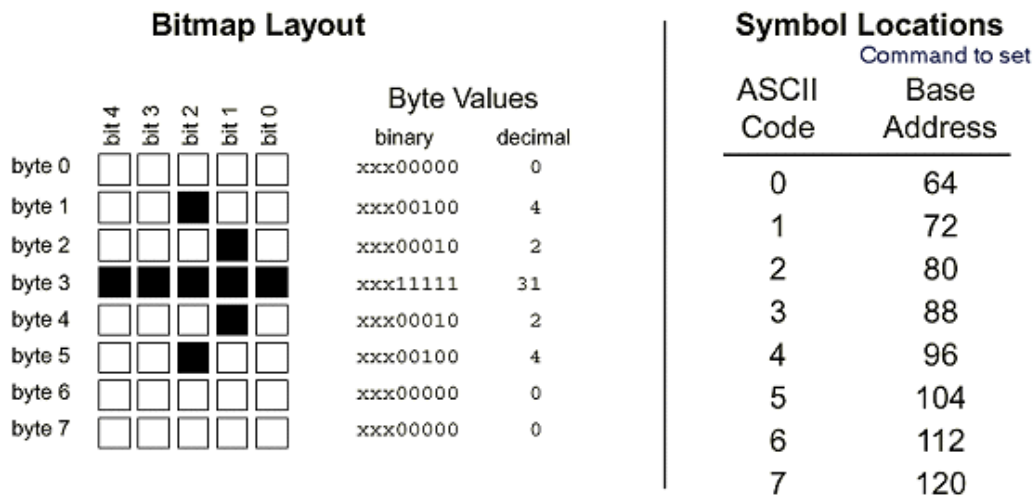 Bitmap Layout
bit 4 bit 3 bit 2 bit 1 bit 0
Byte Values
binary decimal
byte 0 xxx00000 0
byte 1 xxx00100 4
byte 2 xxx00010 2
byte 3 xxx11111 31
byte 4 xxx00010 2
byte 5 xxx00100 4
byte 6 xxx00000 0
byte 7 xxx00000 0
Symbol Locations
Command to set
ASCII Base
Code Address
0 64
1 72
2 80
3 88
4 96
5 104
6 112
7 120